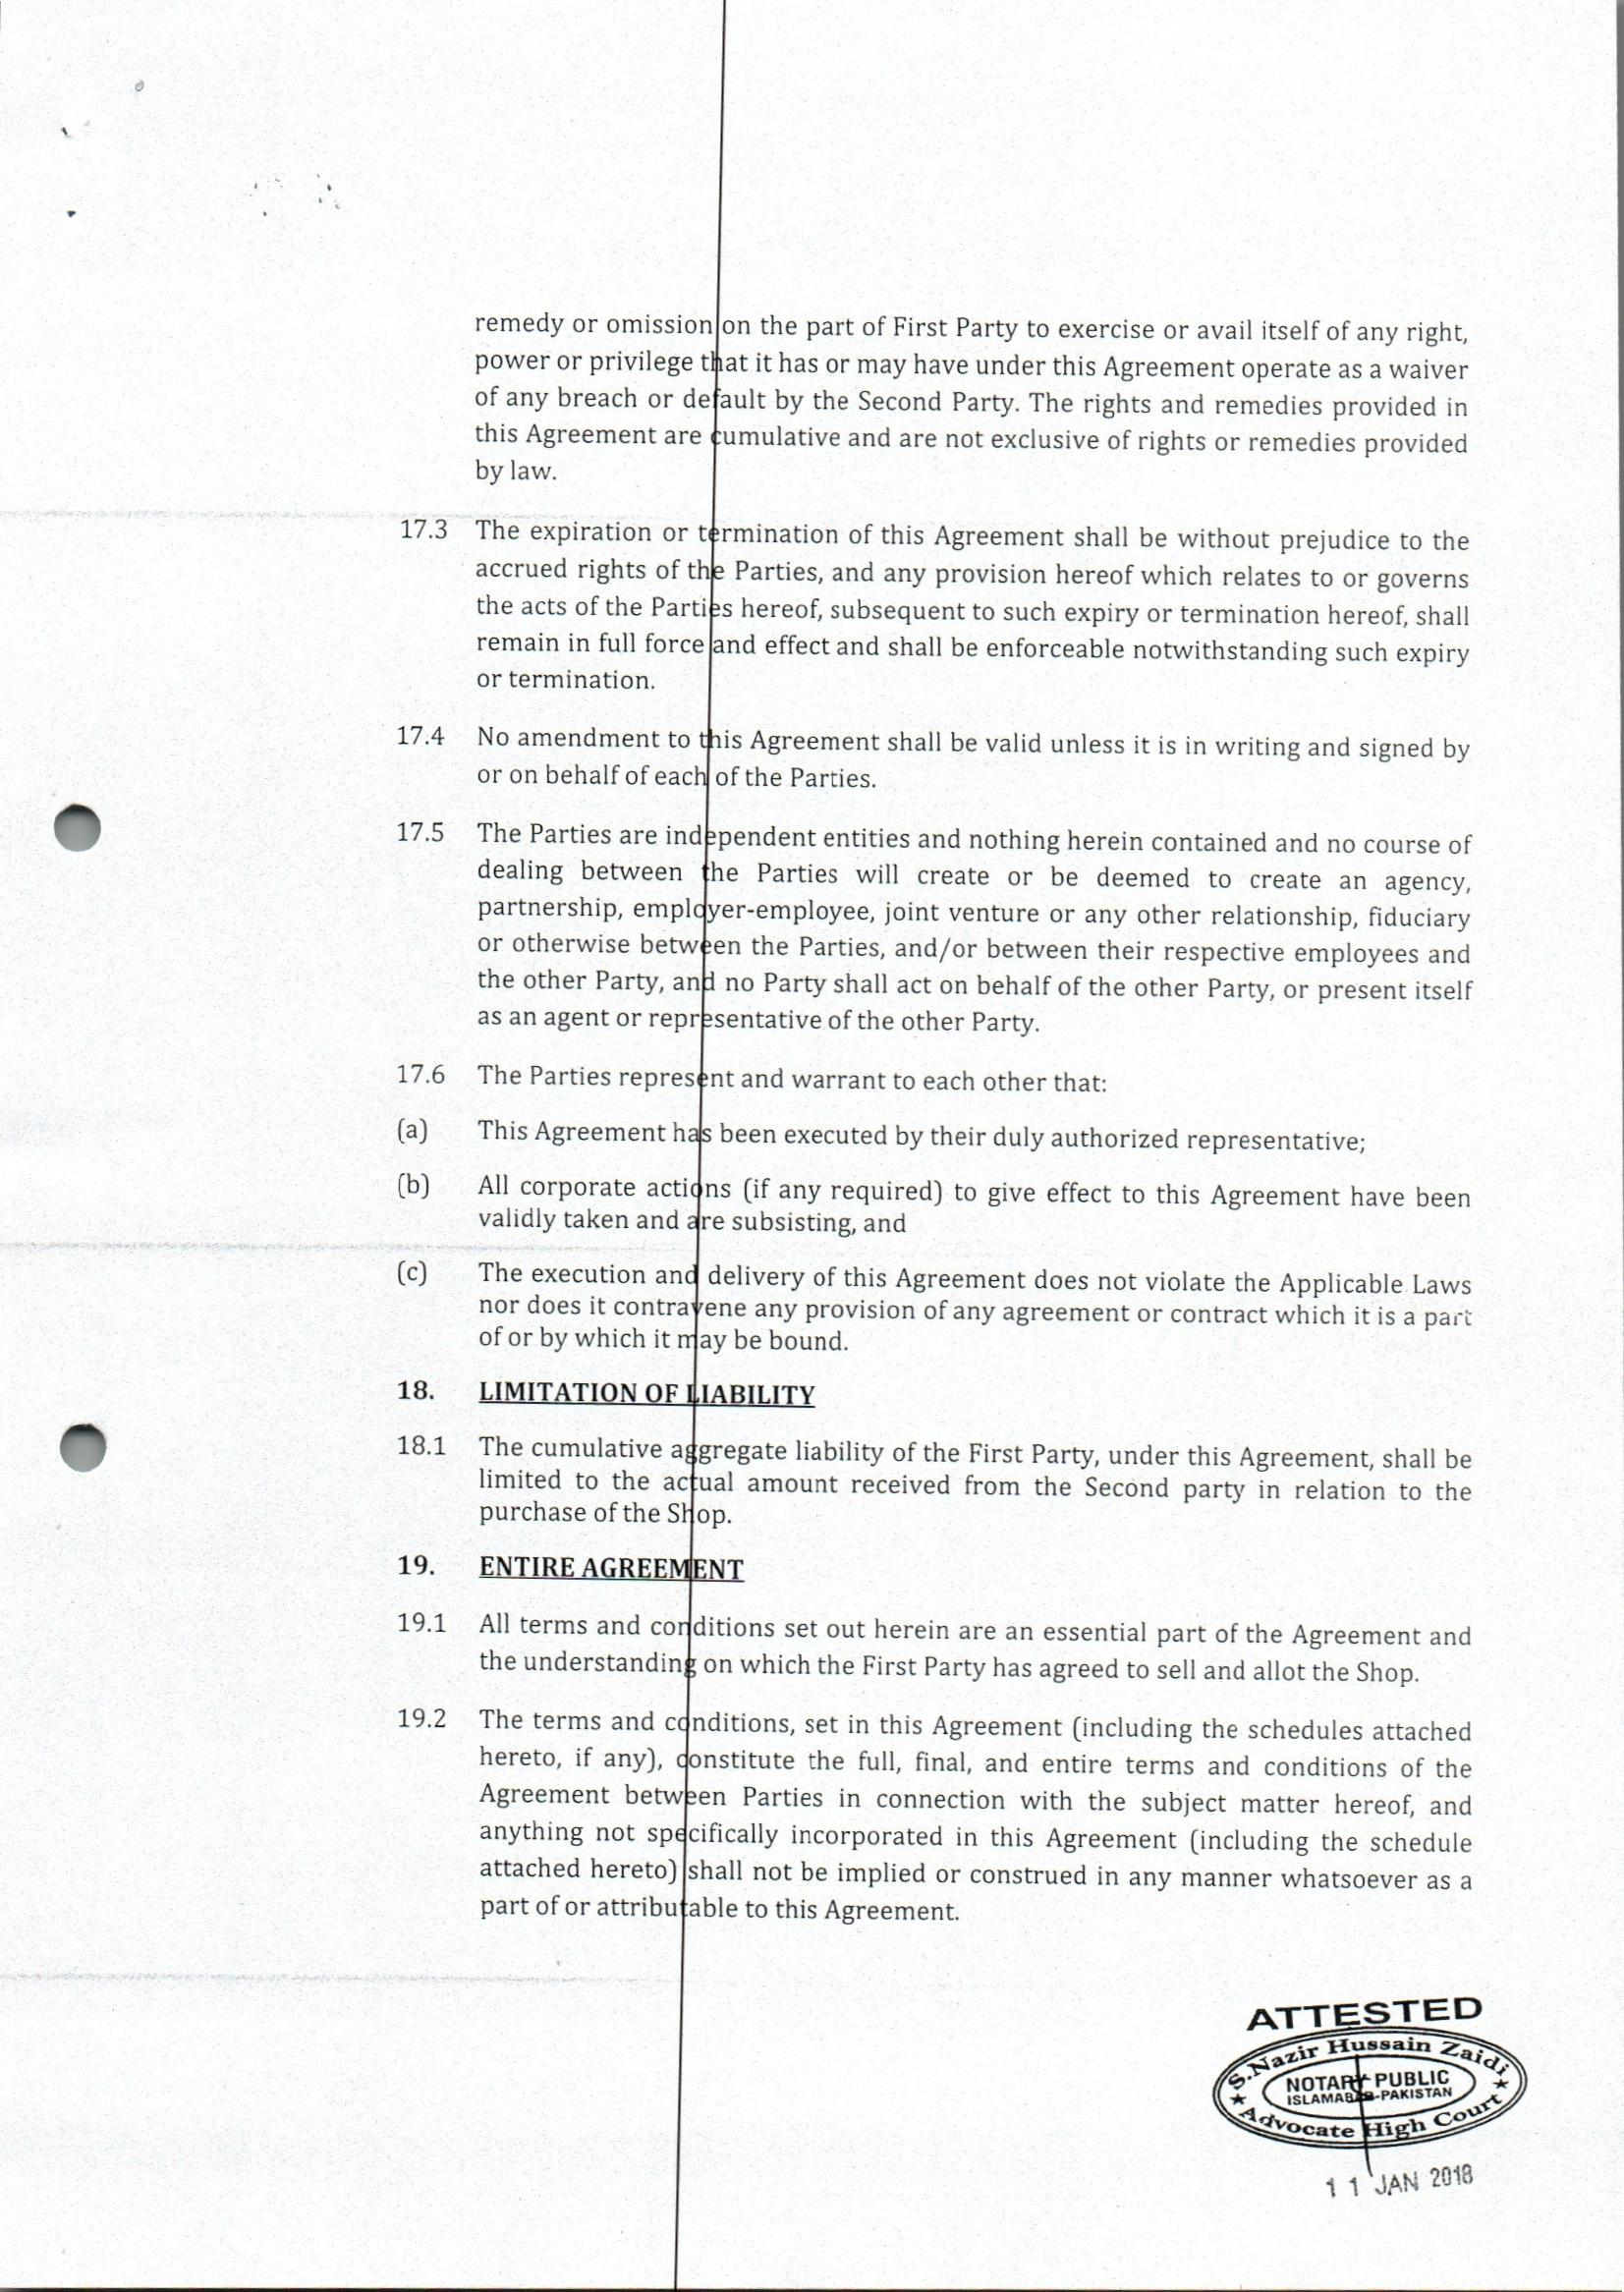 remedy or omission on the part of First Party to exercise or avail itself of any right,
power or privilege that it has or may have under this Agreement operate as a waiver
of any breach or default by the Second Party. The rights and remedies provided in
this Agreement are cumulative and are not exclusive of rights or remedies provided
by law.
17.3 The expiration or termination of this Agreement shall be without prejudice to the
accrued rights of the Parties, and any provision hereof which relates to or governs
the acts of the Parties hereof, subsequent to such expiry or termination hereof, shall
remain in full force and effect and shall be enforceable notwithstanding such expiry
or termination.
17.4 No amendment to this Agreement shall be valid unless it is in writing and signed by
or on behalf of each of the Parties.
17.5 The Parties are independent entities and nothing herein contained and no course of
dealing between the Parties will create or be deemed to create an agency,
partnership, employer-employee, joint venture or any other relationship, fiduciary
or otherwise between the Parties, and/or between their respective employees and
the other Party, and no Party shall act on behalf of the other Party, or present itself
as an agent or representative of the other Party.
17.6 The Parties represent and warrant to each other that:
(a) This Agreement has been executed by their duly authorized representative;
(b) All corporate actions (if any required) to give effect to this Agreement have been
validly taken and are subsisting, and
(c) The execution and delivery of this Agreement does not violate the Applicable Laws
nor does it contravene any provision of any agreement or contract which it is a part
of or by which it may be bound.
18. LIMITATION OF LIABILITY
18.1 The cumulative aggregate liability of the First Party, under this Agreement, shall be
limited to the actual amount received from the Second party in relation to the
purchase of the Shop.
19. ENTIRE AGREEMENT
19.1 All terms and conditions set out herein are an essential part of the Agreement and
the understanding on which the First Party has agreed to sell and allot the Shop.
19.2 The terms and conditions, set in this Agreement (including the schedules attached
hereto, if any), constitute the full, final, and entire terms and conditions of the
Agreement between Parties in connection with the subject matter hereof, and
anything not specifically incorporated in this Agreement (including the schedule
attached hereto) shall not be implied or construed in any manner whatsoever as a
part of or attributable to this Agreement.
ATTESTED
S.Nazir Hussain Zaidi
NOTARY PUBLIC
ISLAMABAD-PAKISTAN
Advocate High Court
11 JAN 2018